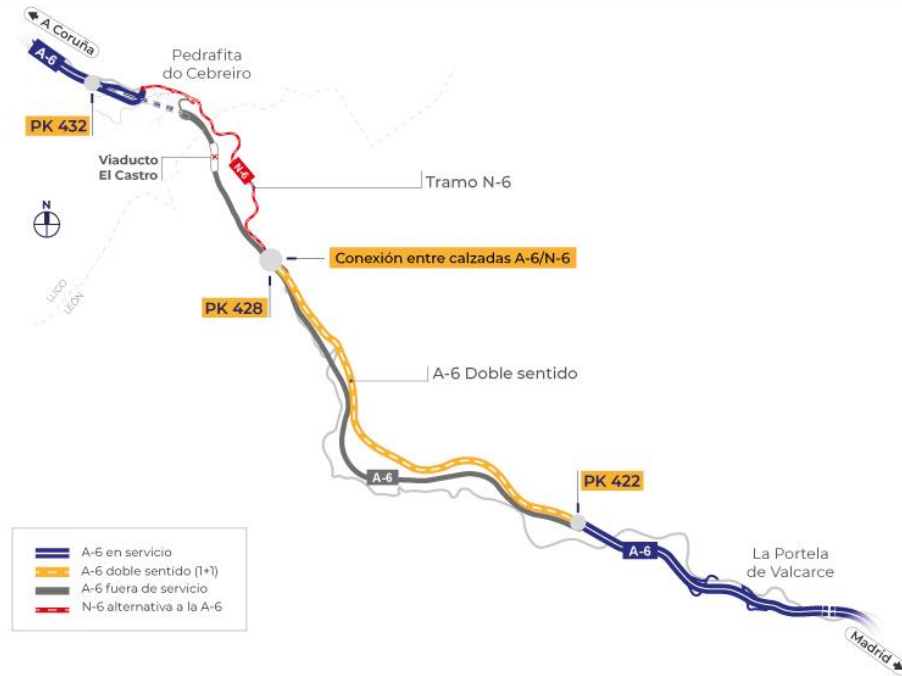 A Coruña
A-6
Pedrafita
do Cebreiro
PK 432
Viaducto
El Castro
N-6
Tramo N-6
N
Conexión entre calzadas A-6/N-6
LUGO
LEÓN
PK 428
A-6 Doble sentido
A-6
PK 422
A-6
La Portela
de Valcarce
A-6 en servicio
A-6 doble sentido (1+1)
A-6 fuera de servicio
N-6 alternativa a la A-6
Madrid